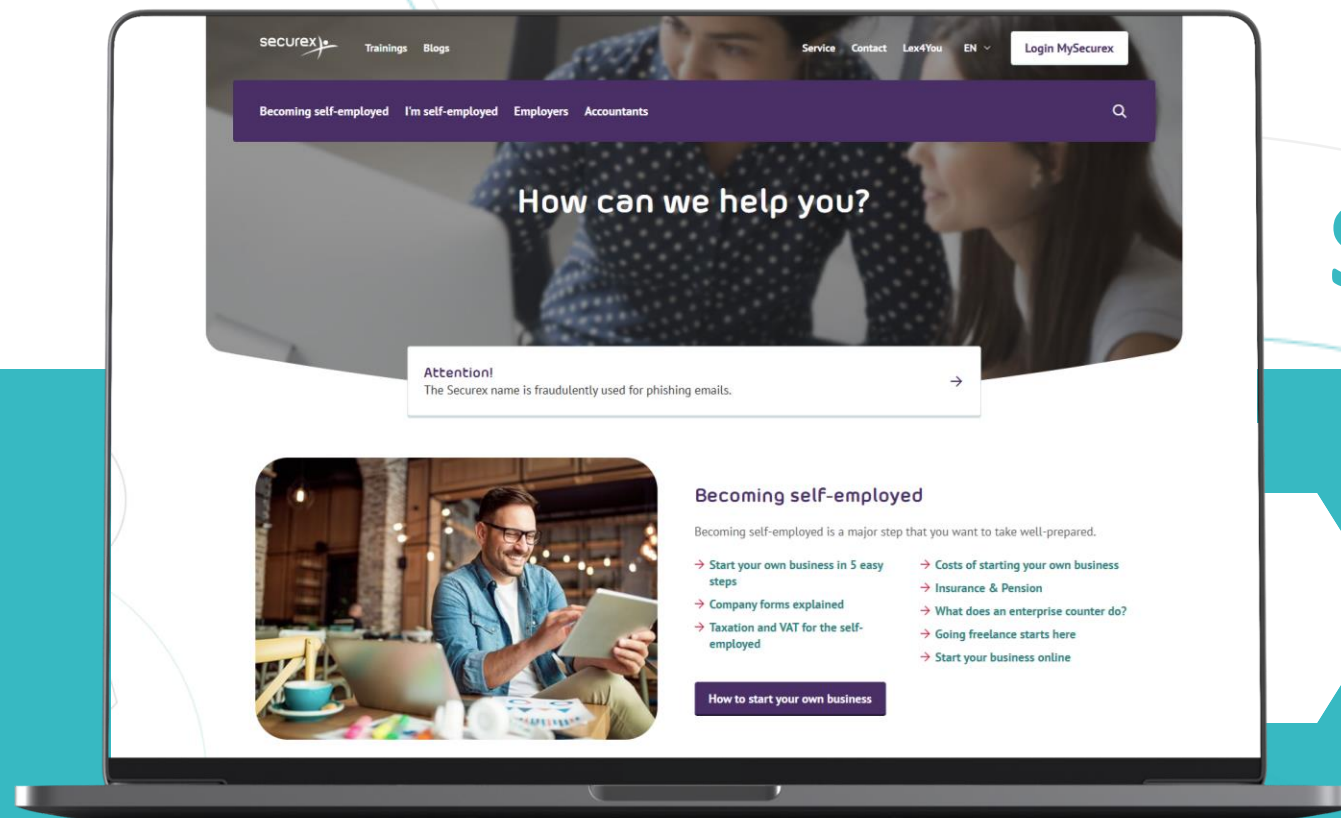 securex
Trainings Blogs
Service Contact Lex4You EN
Login MySecurex
Becoming self-employed I'm self-employed Employers Accountants
How can we help you?
Attention!
The Securex name is fraudulently used for phishing emails.
Becoming self-employed
Becoming self-employed is a major step that you want to take well-prepared.
Start your own business in 5 easy
steps
Company forms explained
Taxation and VAT for the self-
employed
Costs of starting your own business
Insurance & Pension
What does an enterprise counter do?
Going freelance starts here
Start your business online
How to start your own business